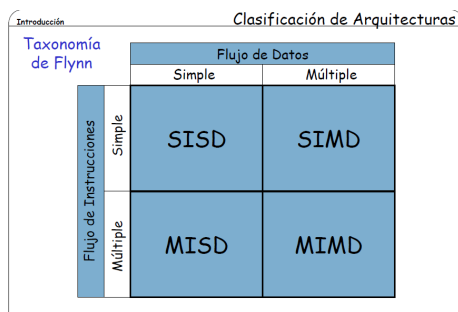 Introducción
Clasificación de Arquitecturas
Taxonomía
de Flynn
Flujo de Datos
Simple
Múltiple
Flujo de Instrucciones
Simple
SISD
SIMD
Múltiple
MISD
MIMD